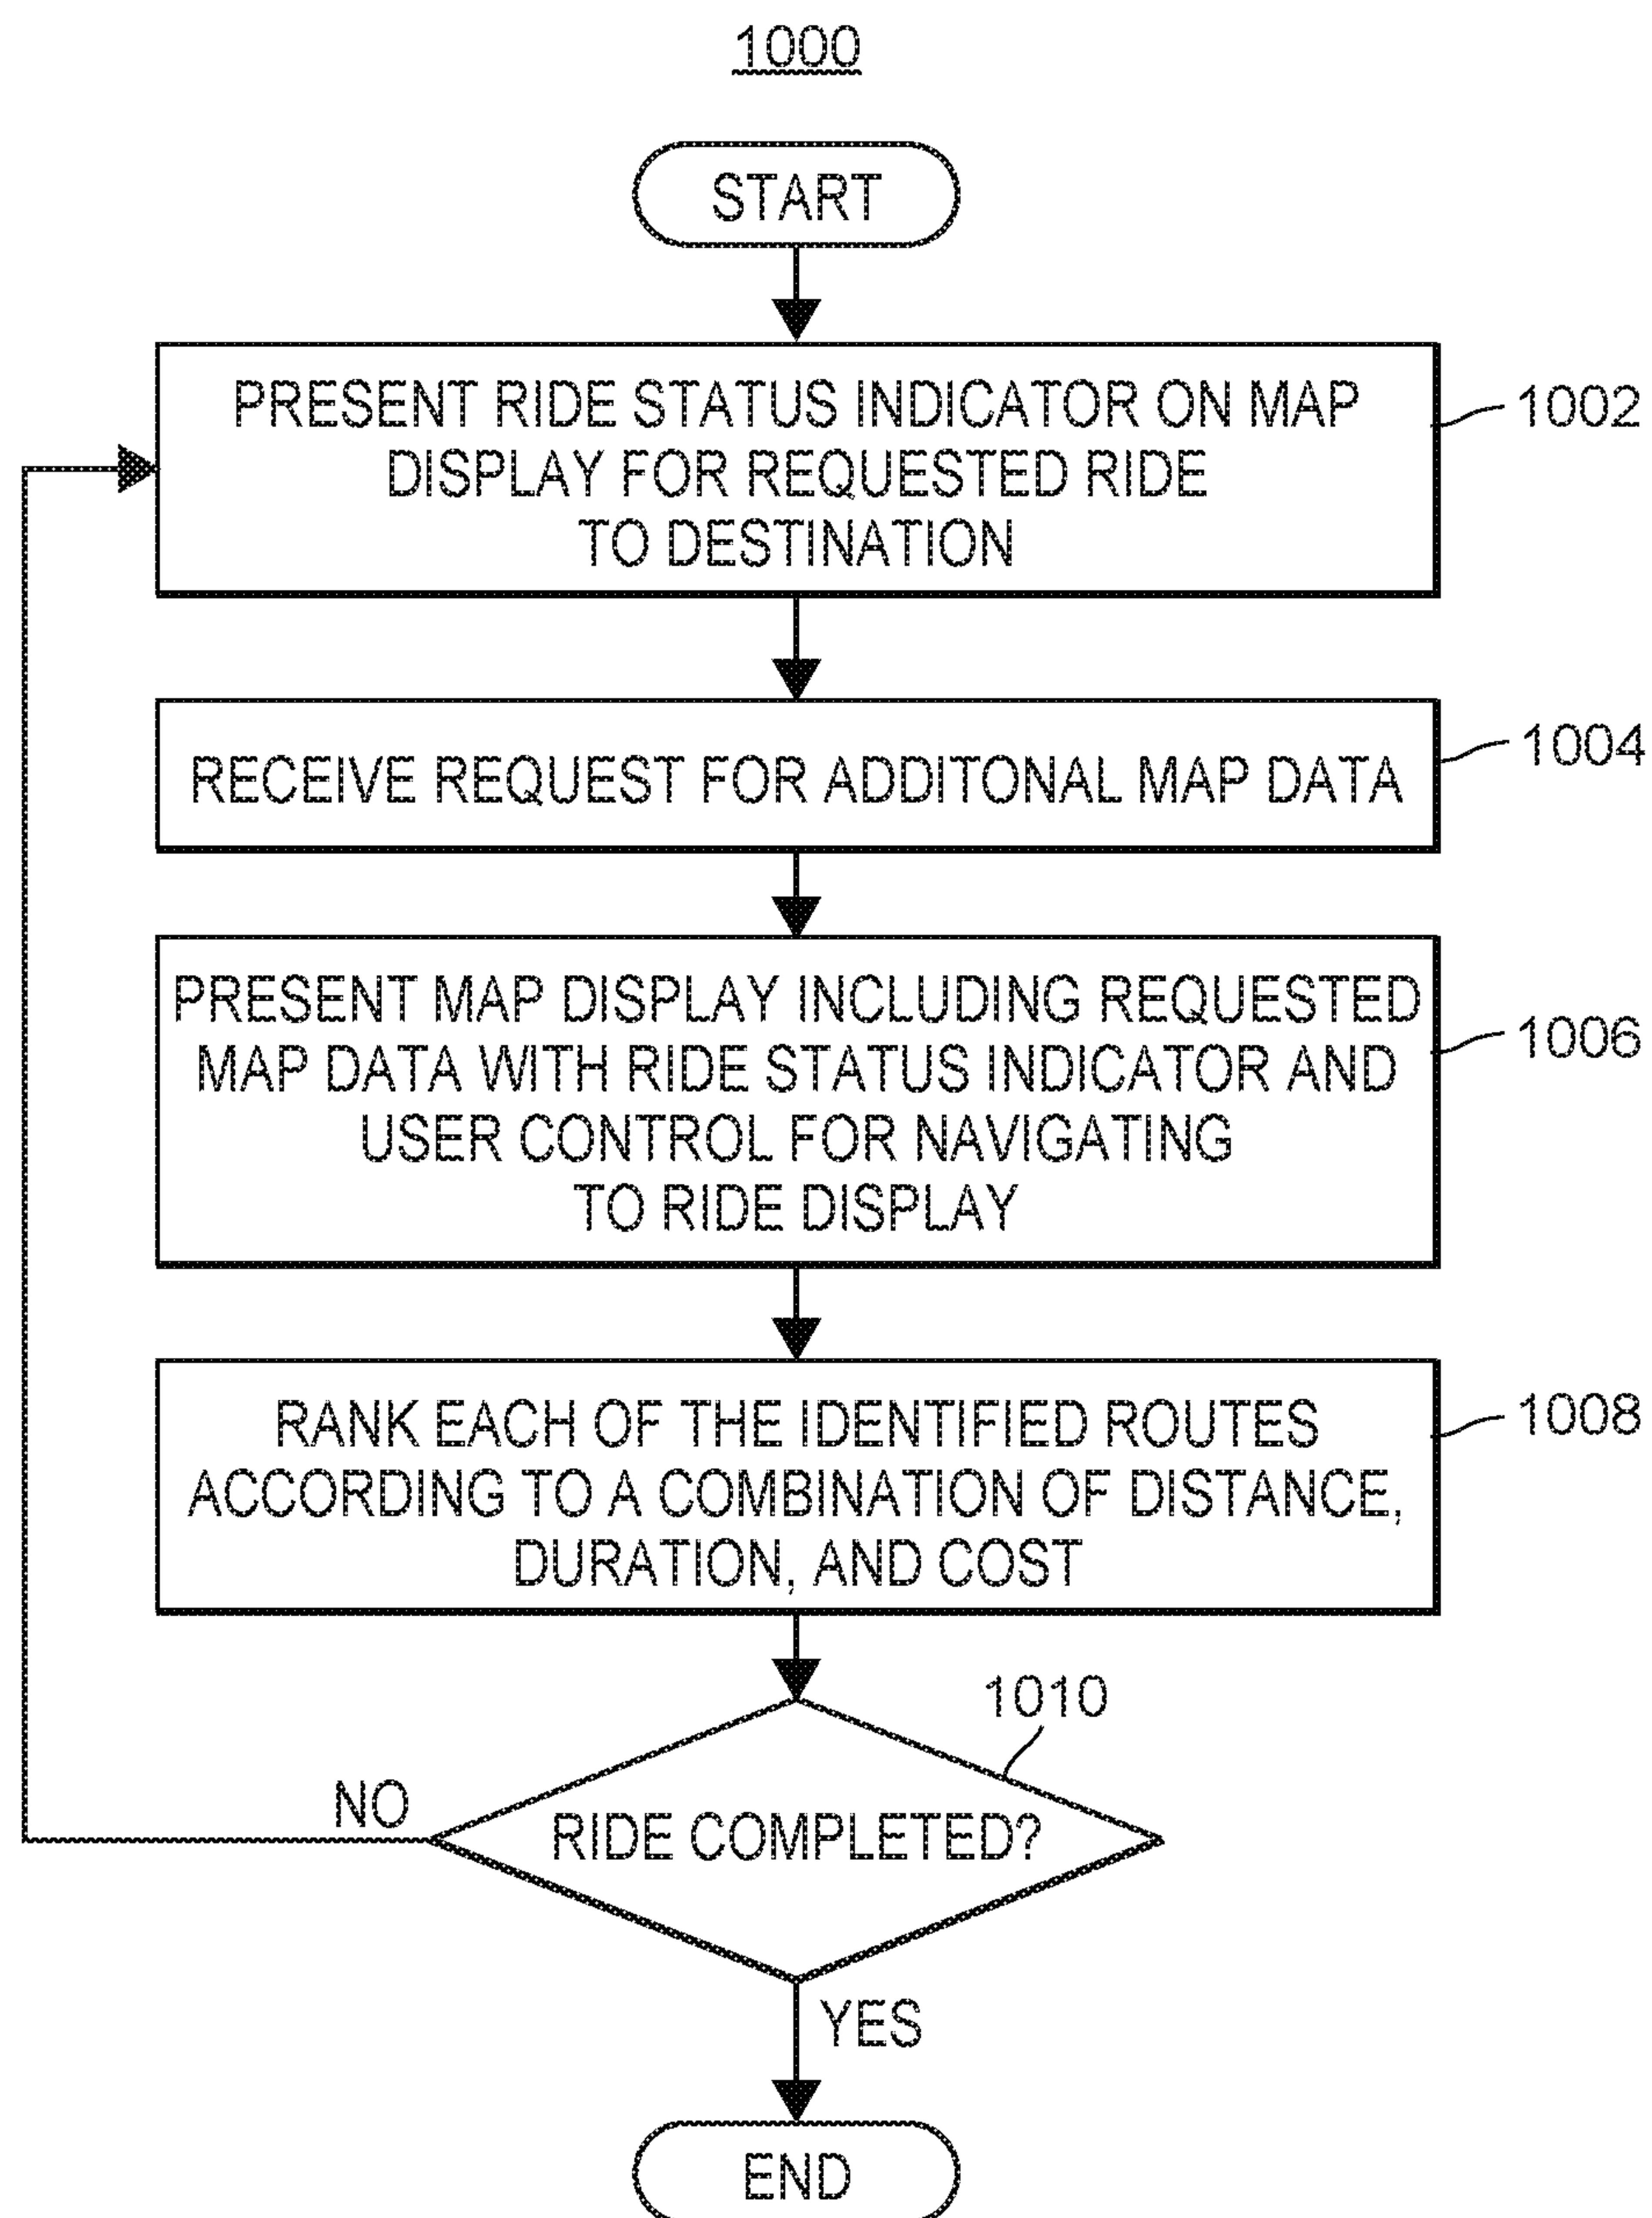 1000
START
PRESENT RIDE STATUS INDICATOR ON MAP
DISPLAY FOR REQUESTED RIDE
TO DESTINATION
1002
RECEIVE REQUEST FOR ADDITONAL MAP DATA
1004
PRESENT MAP DISPLAY INCLUDING REQUESTED
MAP DATA WITH RIDE STATUS INDICATOR AND
USER CONTROL FOR NAVIGATING
TO RIDE DISPLAY
1006
RANK EACH OF THE IDENTIFIED ROUTES
ACCORDING TO A COMBINATION OF DISTANCE,
DURATION, AND COST
1008
1010
RIDE COMPLETED?
NO
YES
END